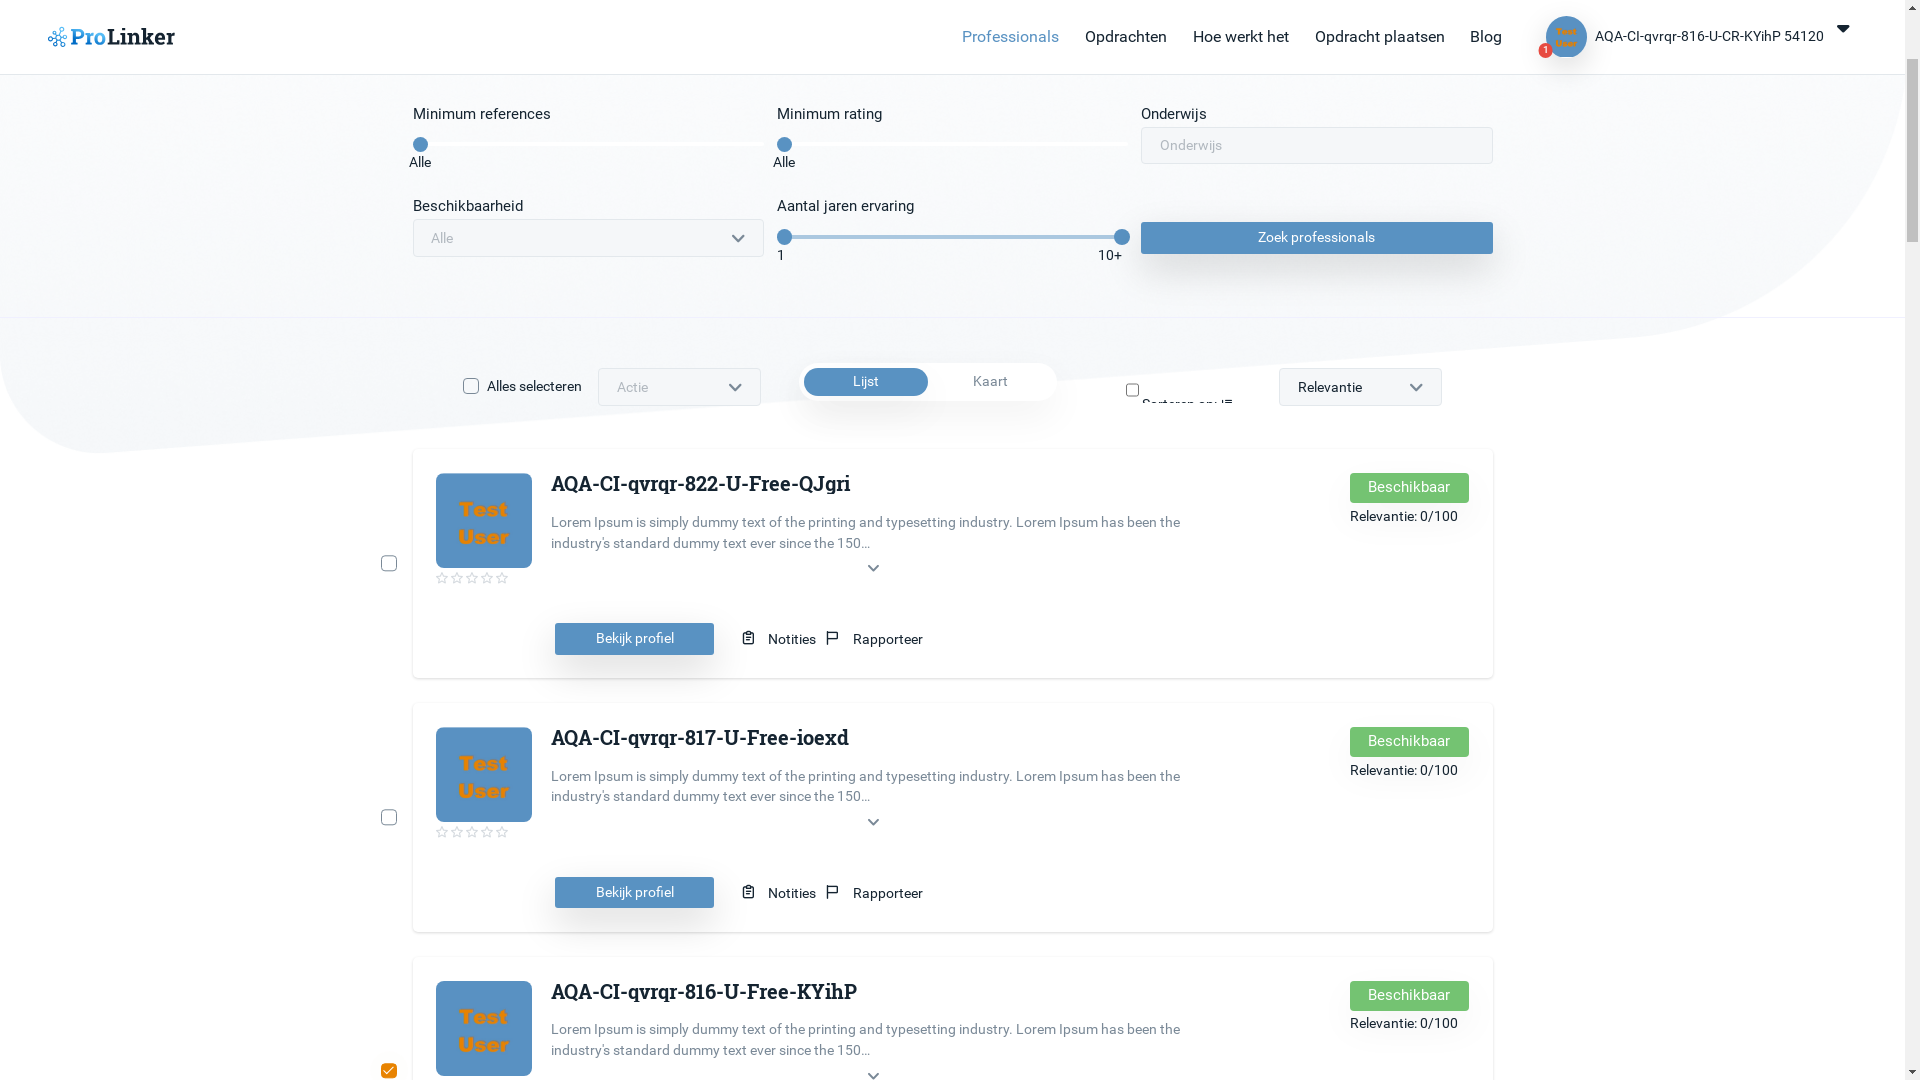 ProLinker
Professionals
Opdrachten
Hoe werkt het
Opdracht plaatsen
Blog
Test
User
1
AQA-CI-qvrqr-816-U-CR-KYihP 54120
Minimum references
Alle
Minimum rating
Alle
Onderwijs
Onderwijs
Beschikbaarheid
Alle
Aantal jaren ervaring
1
10+
Zoek professionals
Alles selecteren
Actie
Lijst
Kaart
Relevantie
Test
User
AQA-CI-qvrqr-822-U-Free-QJgri
Lorem Ipsum is simply dummy text of the printing and typesetting industry. Lorem Ipsum has been the
industry's standard dummy text ever since the 150...
Beschikbaar
Relevantie: 0/100
Bekijk profiel
Notities
Rapporteer
Test
User
AQA-CI-qvrqr-817-U-Free-ioexd
Lorem Ipsum is simply dummy text of the printing and typesetting industry. Lorem Ipsum has been the
industry's standard dummy text ever since the 150...
Beschikbaar
Relevantie: 0/100
Bekijk profiel
Notities
Rapporteer
Test
User
AQA-CI-qvrqr-816-U-Free-KYihP
Lorem Ipsum is simply dummy text of the printing and typesetting industry. Lorem Ipsum has been the
industry's standard dummy text ever since the 150...
Beschikbaar
Relevantie: 0/100